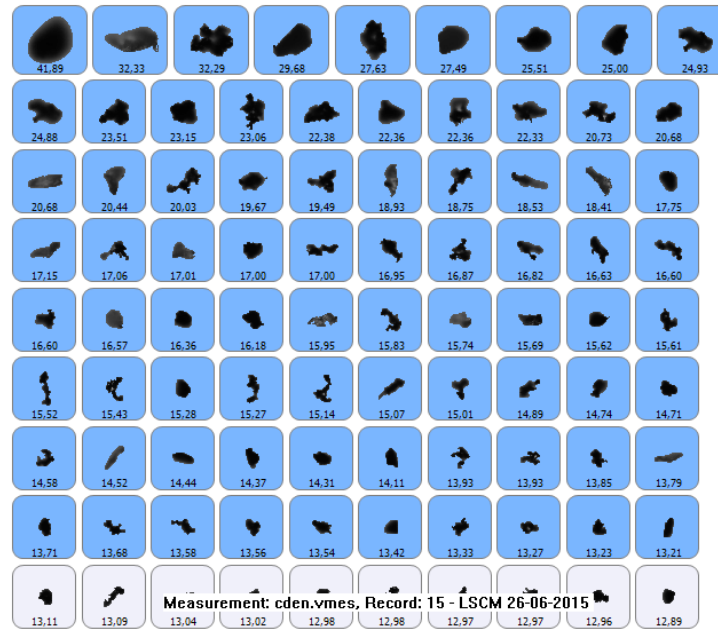 41,89 32,33 32,29 29,68 27,63 27,49 25,51 25,00 24,93
24,88 23,51 23,15 23,06 22,38 22,36 22,36 22,33 20,73 20,68
20,68 20,44 20,03 19,67 19,49 18,93 18,75 18,53 18,41 17,75
17,15 17,06 17,01 17,00 17,00 16,95 16,87 16,82 16,63 16,60
16,60 16,57 16,36 16,18 15,95 15,83 15,74 15,69 15,62 15,61
15,52 15,43 15,28 15,27 15,14 15,07 15,01 14,89 14,74 14,71
14,58 14,52 14,44 14,37 14,31 14,11 13,93 13,93 13,85 13,79
13,71 13,68 13,58 13,56 13,54 13,42 13,33 13,27 13,23 13,21
Measurement: cden.vmes, Record: 15 - LSCM 26-06-2015
13,11 13,09 13,04 13,02 12,98 12,98 12,97 12,97 12,96 12,89